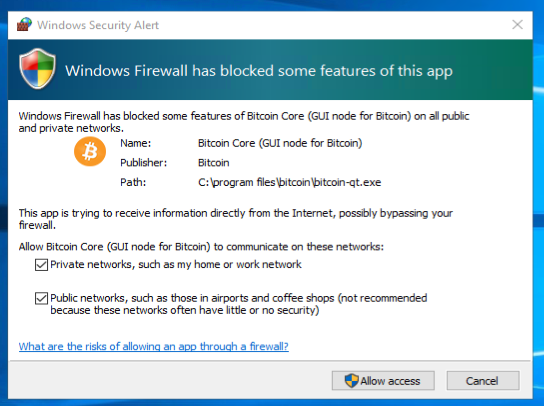 Windows Security Alert
Windows Firewall has blocked some features of this app
Windows Firewall has blocked some features of Bitcoin Core (GUI node for Bitcoin) on all public
and private networks.
Name: Bitcoin Core (GUI node for Bitcoin)
Publisher: Bitcoin
Path: C:\program files\bitcoin\bitcoin-qt.exe
This app is trying to receive information directly from the Internet, possibly bypassing your
firewall.
Allow Bitcoin Core (GUI node for Bitcoin) to communicate on these networks:
Private networks, such as my home or work network
Public networks, such as those in airports and coffee shops (not recommended
because these networks often have little or no security)
What are the risks of allowing an app through a firewall?
Allow access Cancel